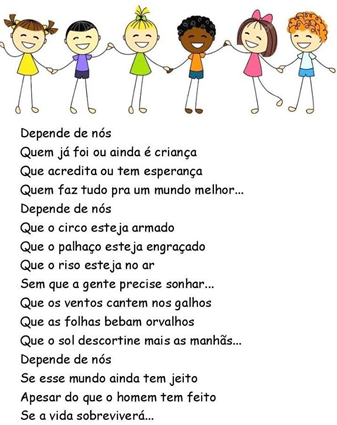 Depende de nós
Quem já foi ou ainda é criança
Que acredita ou tem esperança
Quem faz tudo pra um mundo melhor...
Depende de nós
Que o circo esteja armado
Que o palhaço esteja engraçado
Que o riso esteja no ar
Sem que a gente precise sonhar...
Que os ventos cantem nos galhos
Que as folhas bebam orvalhos
Que o sol descortine mais as manhãs...
Depende de nós
Se esse mundo ainda tem jeito
Apesar do que o homem tem feito
Se a vida sobreviverá...